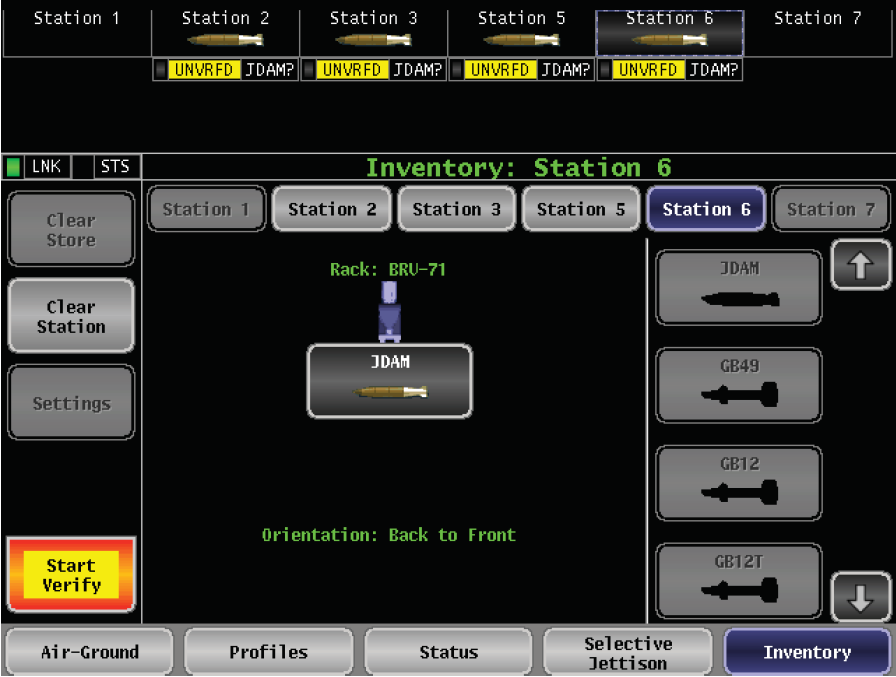 Station 1
Station 2
Station 3
Station 5
Station 6
Station 7
UNVRFD JDAM?
UNVRFD JDAM?
UNVRFD JDAM?
UNVRFD JDAM?
LNK
STS
Inventory: Station 6
Clear
Store
Station 1
Station 2
Station 3
Station 5
Station 6
Station 7
Rack: BRU-71
JDAM
JDAM
Clear
Station
GB49
Settings
GB12
Orientation: Back to Front
Start
Verify
GB12T
Air-Ground
Profiles
Status
Selective
Jettison
Inventory